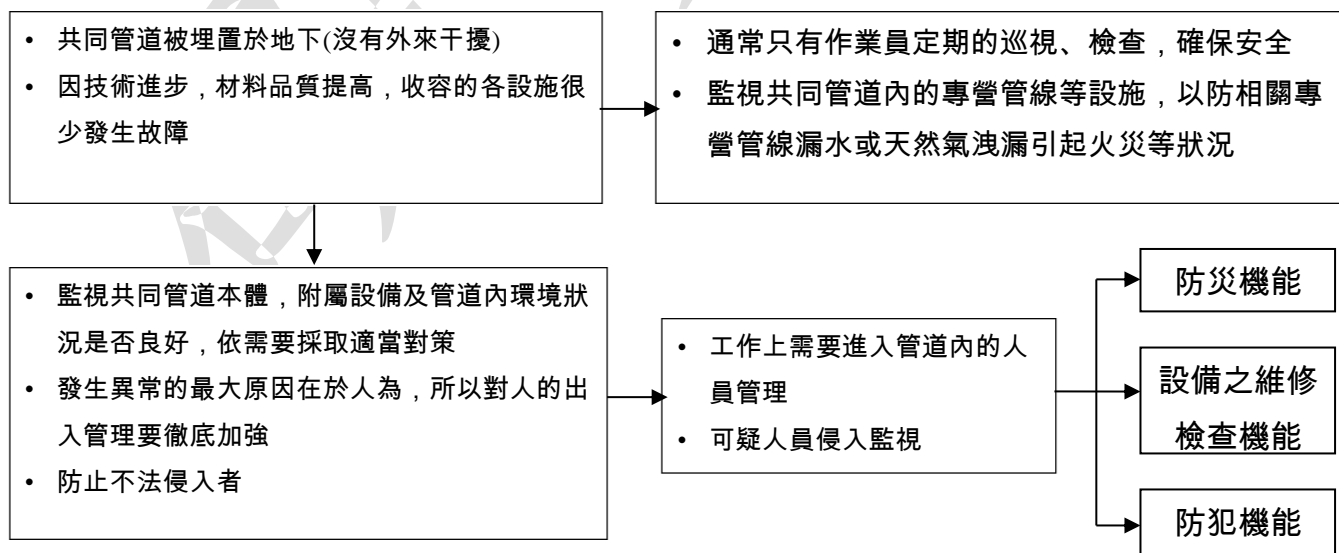 • 共同管道被埋置於地下(沒有外來干擾)
• 因技術進步，材料品質提高，收容的各設施很
少發生故障
• 通常只有作業員定期的巡視、檢查，確保安全
• 監視共同管道內的專營管線等設施，以防相關專
營管線漏水或天然氣洩漏引起火災等狀況
• 監視共同管道本體，附屬設備及管道內環境狀
況是否良好，依需要採取適當對策
• 發生異常的最大原因在於人為，所以對人的出
入管理要徹底加強
• 防止不法侵入者
• 工作上需要進入管道內的人
員管理
• 可疑人員侵入監視
防災機能
設備之維修
檢查機能
防犯機能